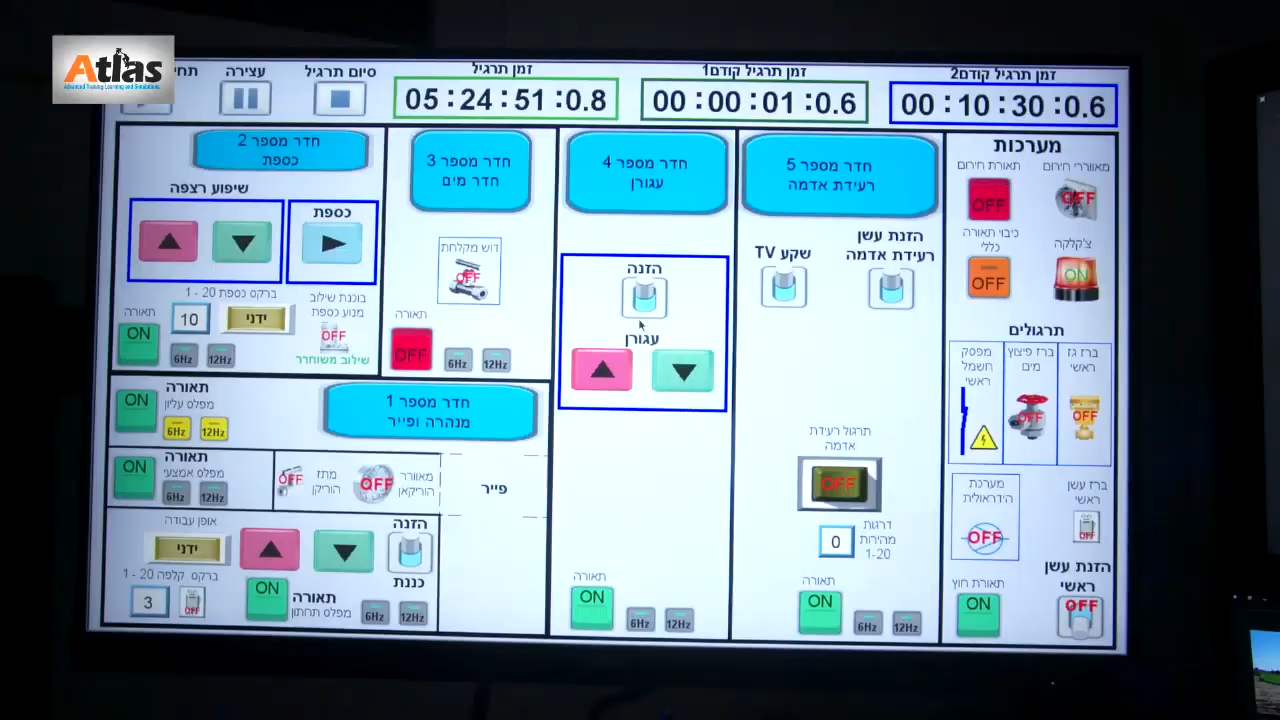 Atlas
Advanced Training Learning and Simulations
תחי
עצירה
סיום תרגיל
זמן תרגיל
05:24:51:0.8
זמן תרגיל קודם1
00:00:01:0.6
זמן תרגיל קודם2
00:10:30:0.6
חדר מספר 2
כספת
שיפוע רצפה
כספת
ברקס כספת 20 - 1
10
ידני
תאורה
ON
6Hz
12Hz
בוכנת שילוב
מנוע כספת
OFF
שילוב משוחרר
חדר מספר 3
חדר מים
דוש מקלחת
OFF
תאורה
OFF
6Hz
12Hz
חדר מספר 4
עגורן
הזנה
עגורן
תאורה
ON
6Hz
12Hz
חדר מספר 5
רעידת אדמה
שקע TV
הזנת עשן
רעידת אדמה
תרגול רעידת
אדמה
OFF
0
דרגות
מהירות
1-20
תאורה
ON
6Hz
12Hz
מערכות
תאורת חירום
OFF
מאווררי חירום
OFF
כיבוי תאורה
כללי
OFF
צ'קלקה
ON
תרגולים
מפסק
חשמל
ראשי
ברז פיצוץ
מים
OFF
ברז גז
ראשי
OFF
מערכת
הידראולית
OFF
ברז עשן
ראשי
OFF
תאורת חוץ
ON
הזנת עשן
ראשי
OFF
חדר מספר 1
מנהרה ופייר
תאורה
מפלס עליון
ON
6Hz
12Hz
תאורה
מפלס אמצעי
ON
6Hz
12Hz
מתז
הוריקן
OFF
מאוורר
הוריקאן
OFF
פייר
אופן עבודה
ידני
הזנה
כננת
ברקס קלפה 20 - 1
3
OFF
ON
תאורה
מפלס תחתון
6Hz
12Hz